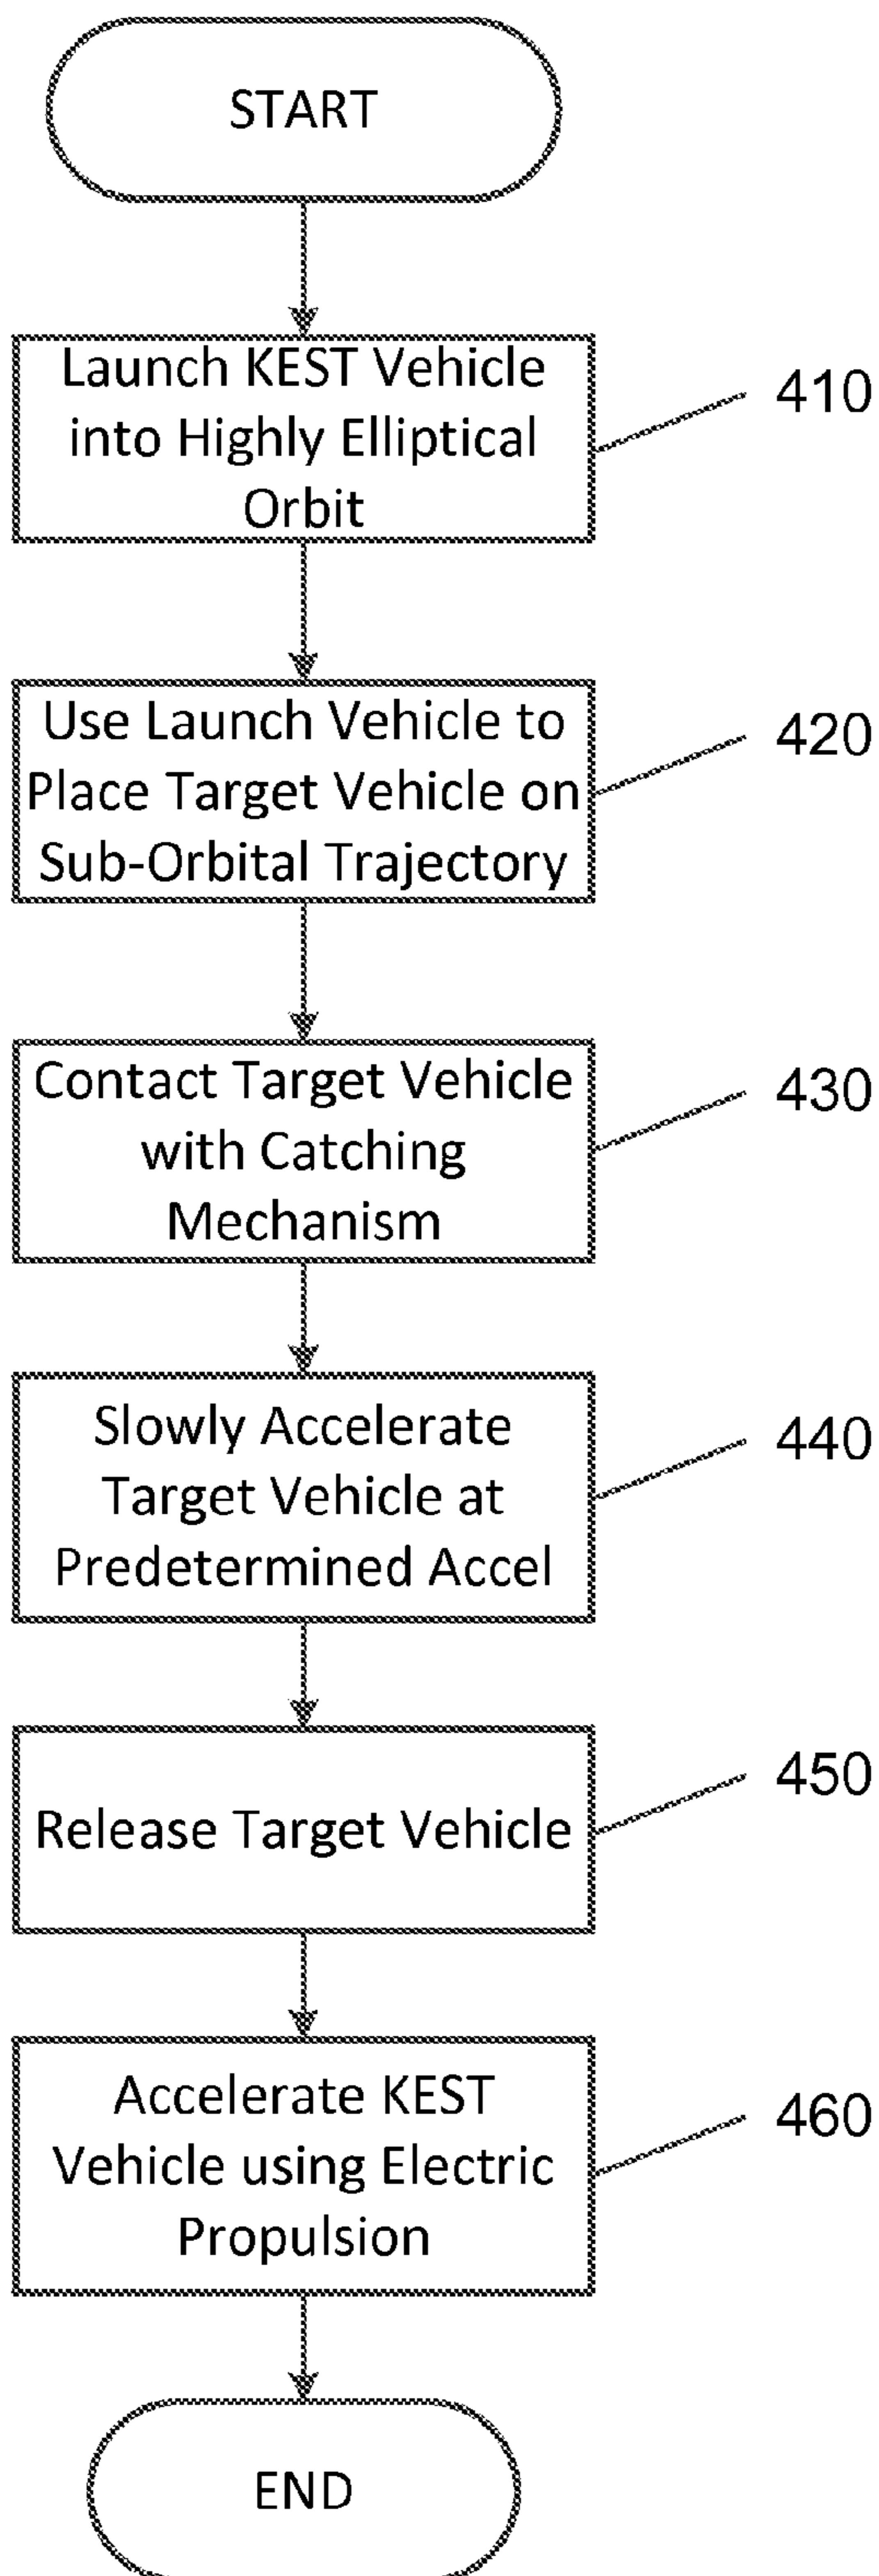 START
Launch KEST Vehicle
into Highly Elliptical
Orbit
410
Use Launch Vehicle to
Place Target Vehicle on
Sub-Orbital Trajectory
420
Contact Target Vehicle
with Catching
Mechanism
430
Slowly Accelerate
Target Vehicle at
Predetermined Accel
440
Release Target Vehicle
450
Accelerate KEST
Vehicle using Electric
Propulsion
460
END